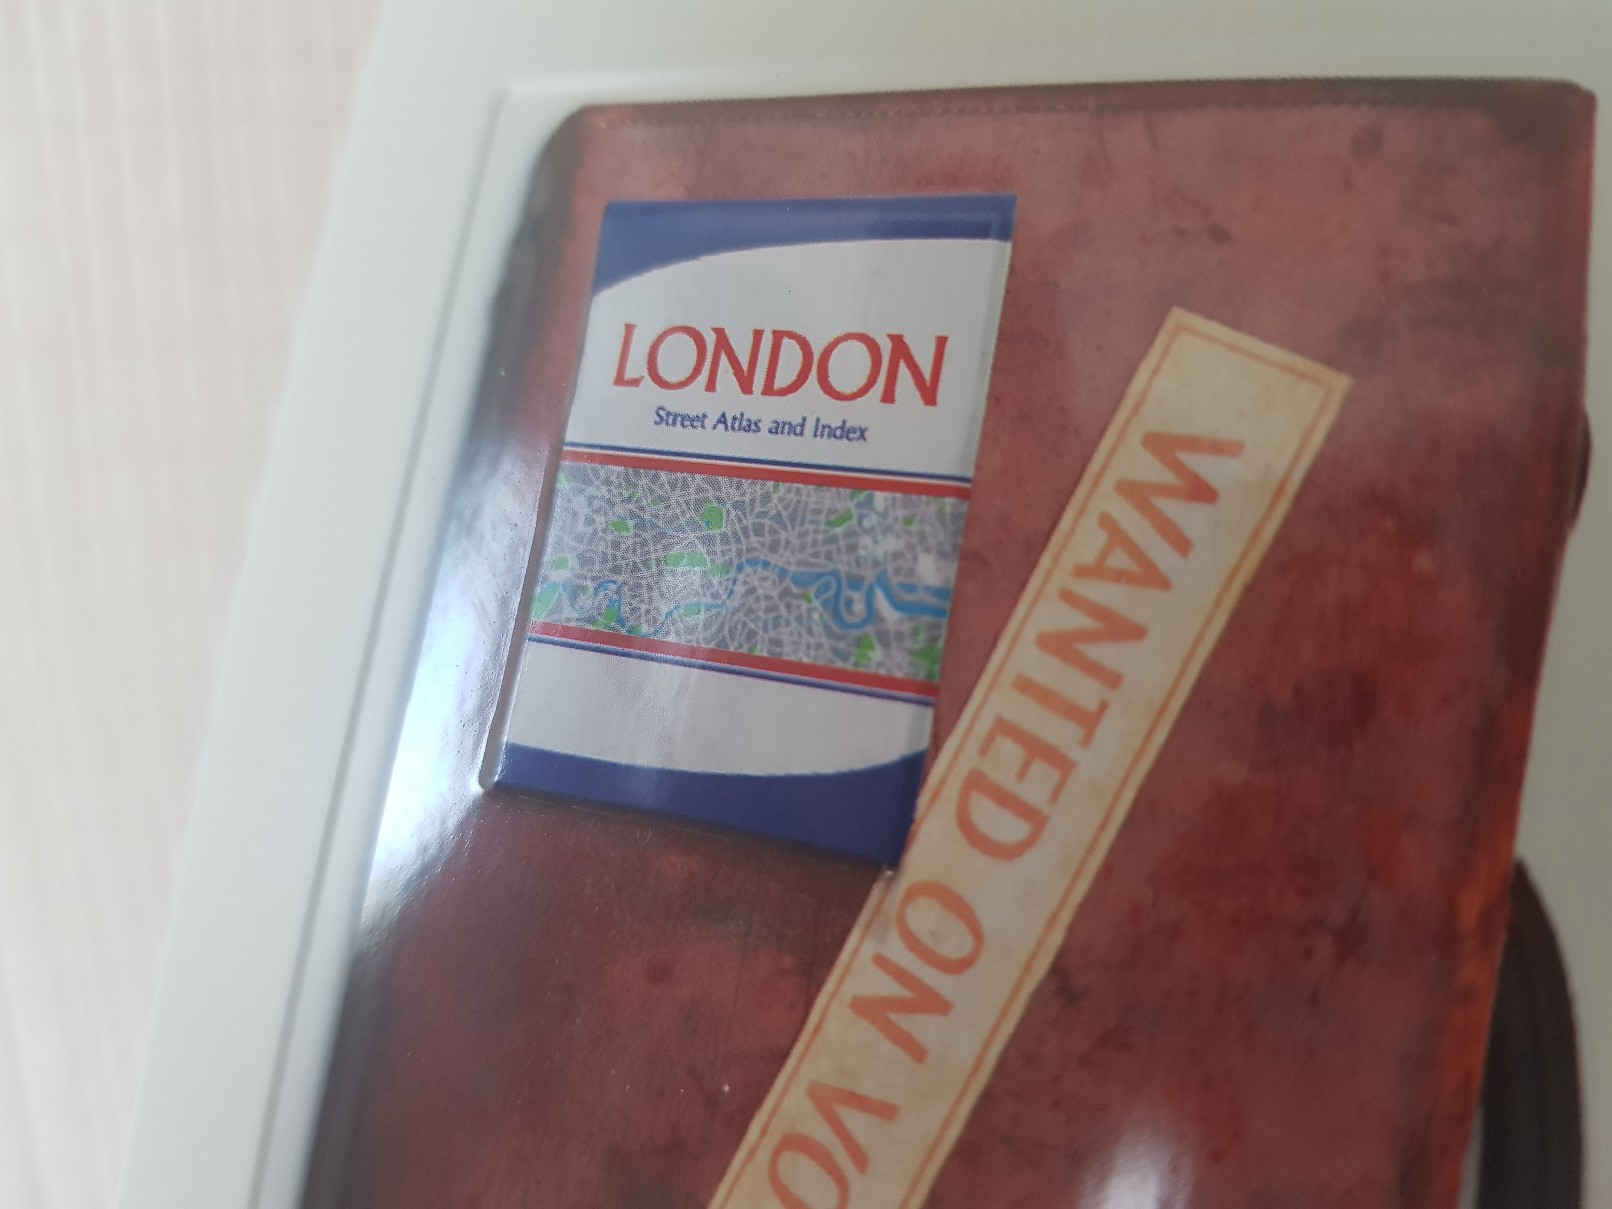 LONDON
Street Atlas and Index
WANTED ON VO